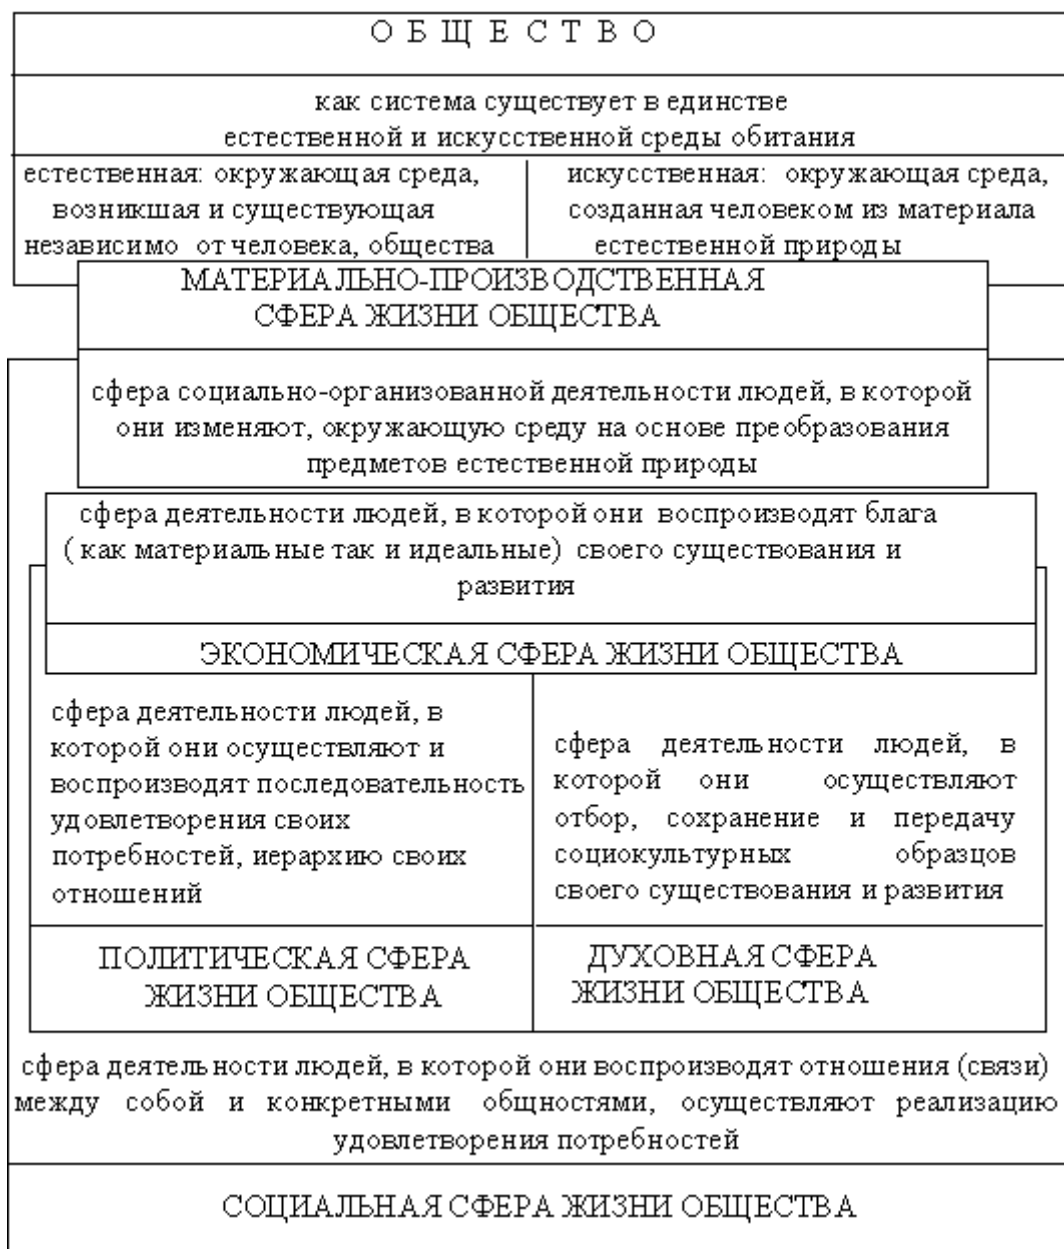 О Б Щ Е С Т В О
как система существует в единстве
естественной и искусственной среды обитания
естественная: окружающая среда,
возникшая и существующая
независимо от человека, общества
искусственная: окружающая среда,
созданная человеком из материала
естественной природы
МАТЕРИАЛЬНО-ПРОИЗВОДСТВЕННАЯ
СФЕРА ЖИЗНИ ОБЩЕСТВА
сфера социально-организованной деятельности людей, в которой
они изменяют, окружающую среду на основе преобразования
предметов естественной природы
сфера деятельности людей, в которой они воспроизводят блага
( как материальные так и идеальные) своего существования и
развития
ЭКОНОМИЧЕСКАЯ СФЕРА ЖИЗНИ ОБЩЕСТВА
сфера деятельности людей, в
которой они осуществляют и
воспроизводят последовательность
удовлетворения своих
потребностей, иерархию своих
отношений
ПОЛИТИЧЕСКАЯ СФЕРА
ЖИЗНИ ОБЩЕСТВА
сфера деятельности людей, в
которой они осуществляют
отбор, сохранение и передачу
социокультурных образцов
своего существования и развития
ДУХОВНАЯ СФЕРА
ЖИЗНИ ОБЩЕСТВА
сфера деятельности людей, в которой они воспроизводят отношения (связи)
между собой и конкретными общностями, осуществляют реализацию
удовлетворения потребностей
СОЦИАЛЬНАЯ СФЕРА ЖИЗНИ ОБЩЕСТВА